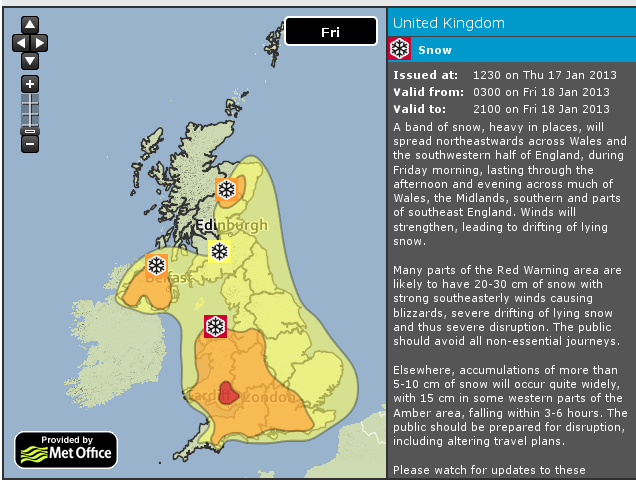 Fri
Edinburgh
Belfast
Cardiff
London
Provided by
Met Office
United Kingdom
Snow
Issued at: 1230 on Thu 17 Jan 2013
Valid from: 0300 on Fri 18 Jan 2013
Valid to: 2100 on Fri 18 Jan 2013
A band of snow, heavy in places, will
spread northeastwards across Wales and
the southwestern half of England, during
Friday morning, lasting through the
afternoon and evening across much of
Wales, the Midlands, southern and parts
of southeast England. Winds will
strengthen, leading to drifting of lying
snow.
Many parts of the Red Warning area are
likely to have 20-30 cm of snow with
strong southeasterly winds causing
blizzards, severe drifting of lying snow
and thus severe disruption. The public
should avoid all non-essential journeys.
Elsewhere, accumulations of more than
5-10 cm of snow will occur quite widely,
with 15 cm in some western parts of the
Amber area, falling within 3-6 hours. The
public should be prepared for disruption,
including altering travel plans.
Please watch for updates to these